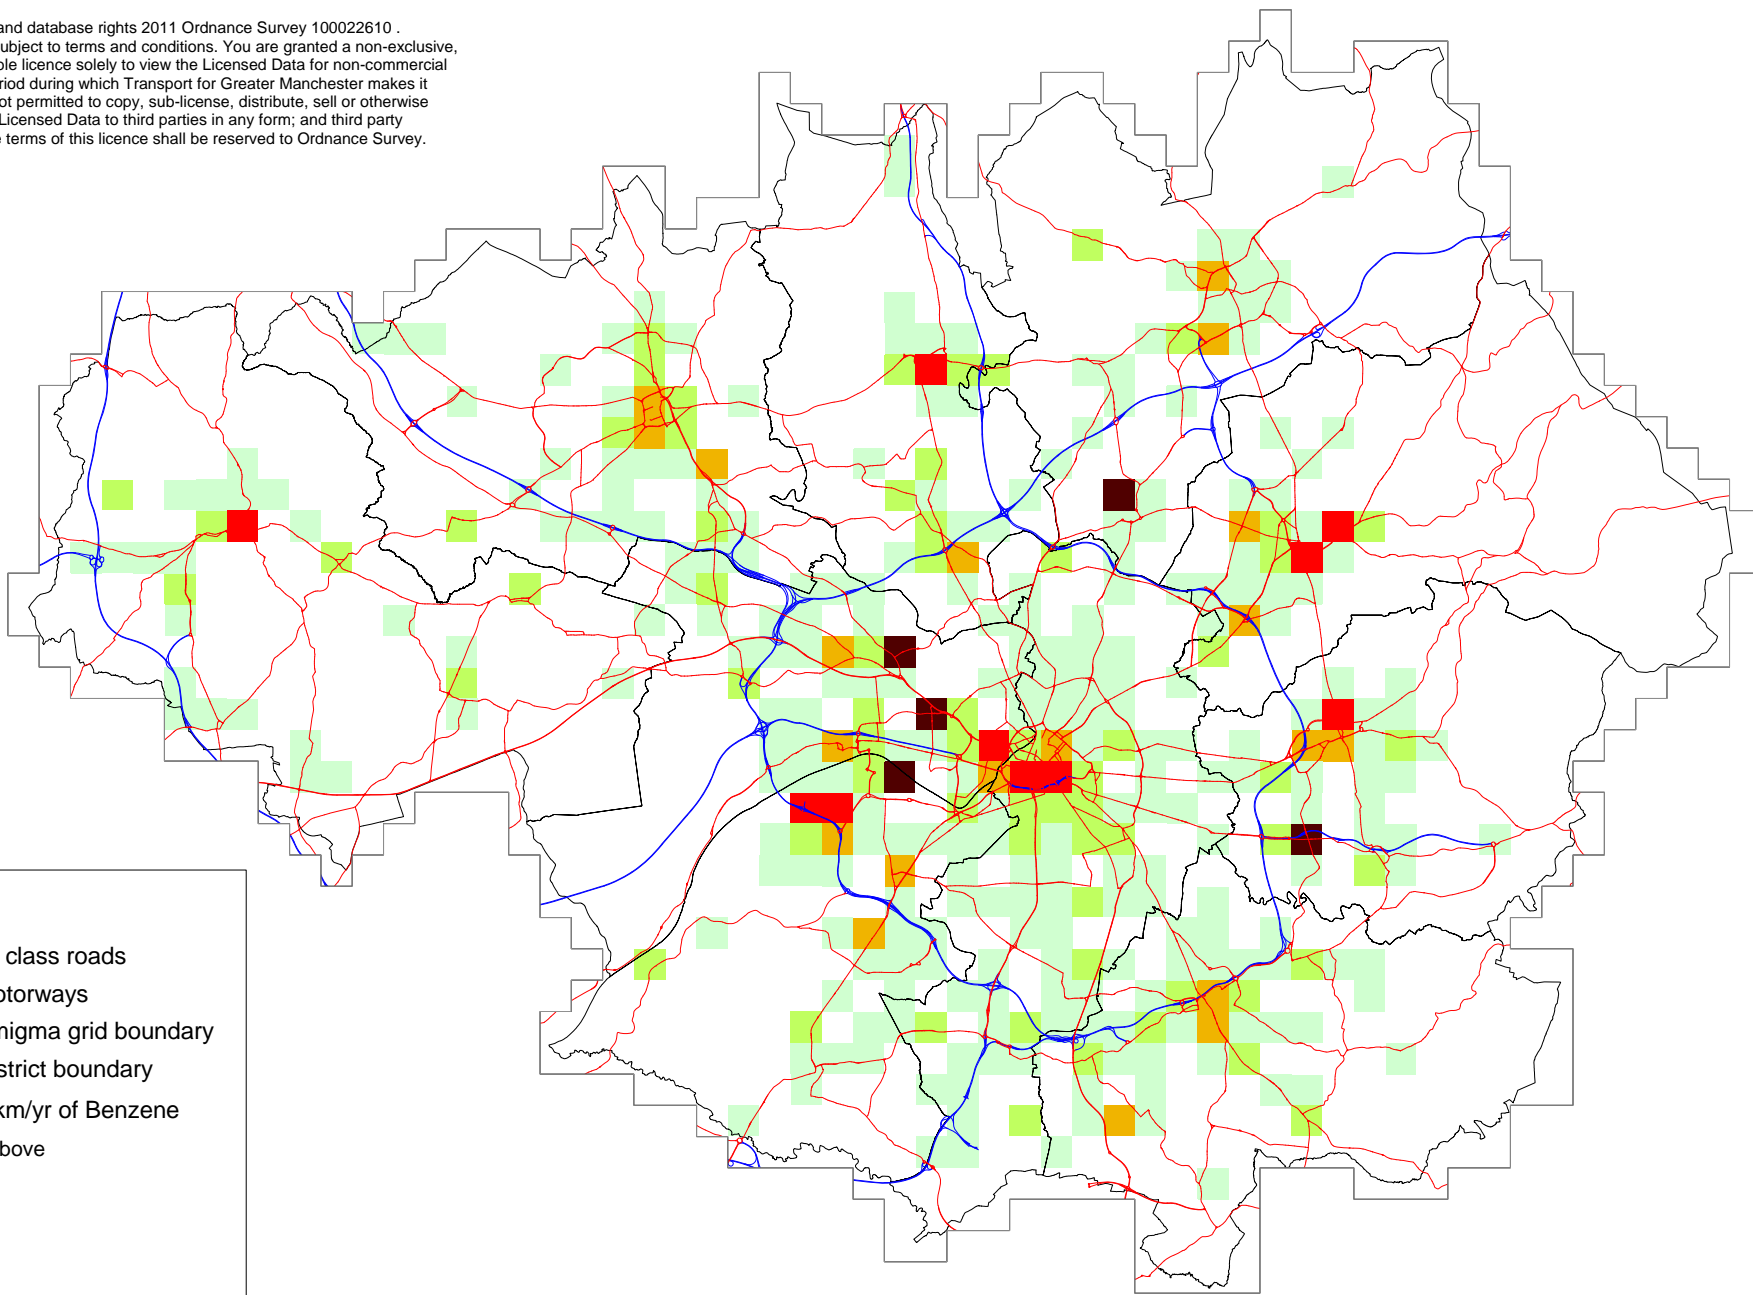 and database rights 2011 Ordnance Survey 100022610 .
ubject to terms and conditions. You are granted a non-exclusive,
ole licence solely to view the Licensed Data for non-commercial
riod during which Transport for Greater Manchester makes it
ot permitted to copy, sub-license, distribute, sell or otherwise
Licensed Data to third parties in any form; and third party
e terms of this licence shall be reserved to Ordnance Survey.
class roads
otorways
nigma grid boundary
strict boundary
km/yr of Benzene
bove